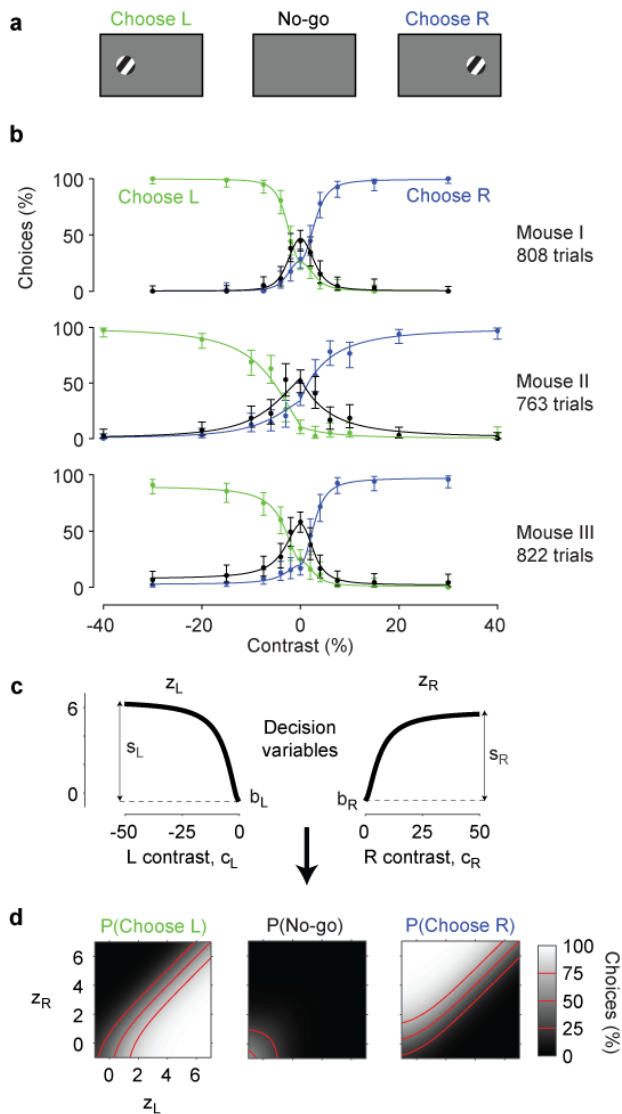 a
Choose L No-go Choose R
b
100
50
0
Choices (%)
Choose L Choose R
Mouse I
808 trials
100
50
0
Mouse II
763 trials
100
50
0
Mouse III
822 trials
-40 -20 0 20 40
Contrast (%)
c
zL zR
6
0
sL
bL
Decision
variables
bR
sR
-50 -25 0
L contrast, cL
0 25 50
R contrast, cR
d
P(Choose L) P(No-go) P(Choose R)
6
4
2
0
zR
0 2 4 6
zL
100
75
50
25
0
Choices (%)